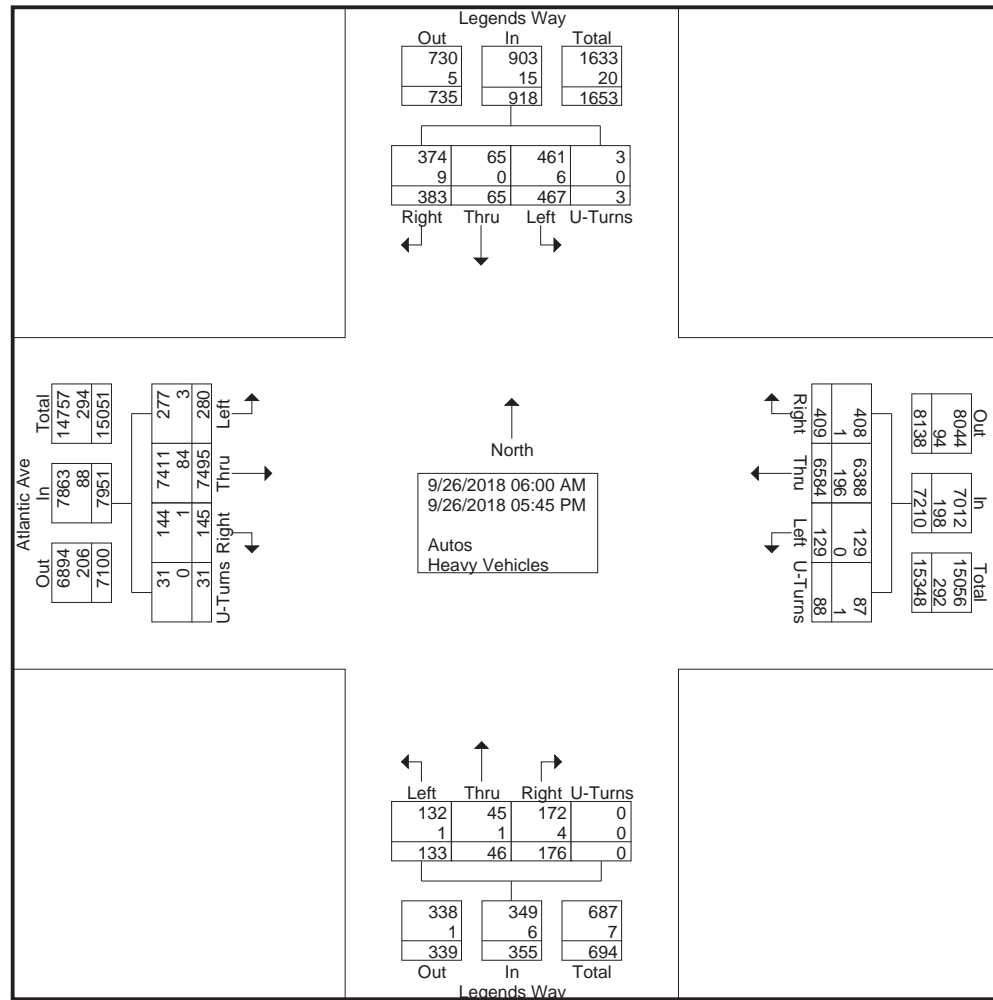 Legends Way
Out In Total
730 903 1633
5 15 20
735 918 1653
374 65 461 3
9 0 6 0
383 65 467 3
Right Thru Left U-Turns
Atlantic Ave
Total In Out
14757 7863 6894
294 88 206
15051 7951 7100
277 7411 144 31
3 84 1 0
280 7495 145 31
Left Thru Right U-Turns
North
9/26/2018 06:00 AM
9/26/2018 05:45 PM
Autos
Heavy Vehicles
Right Thru Left U-Turns
408 6388 129 87
1 196 0 1
409 6584 129 88
Out In Total
8044 7012 15056
94 198 292
8138 7210 15348
Left Thru Right U-Turns
132 45 172 0
1 1 4 0
133 46 176 0
338 349 687
1 6 7
339 355 694
Out In Total
Legends Way